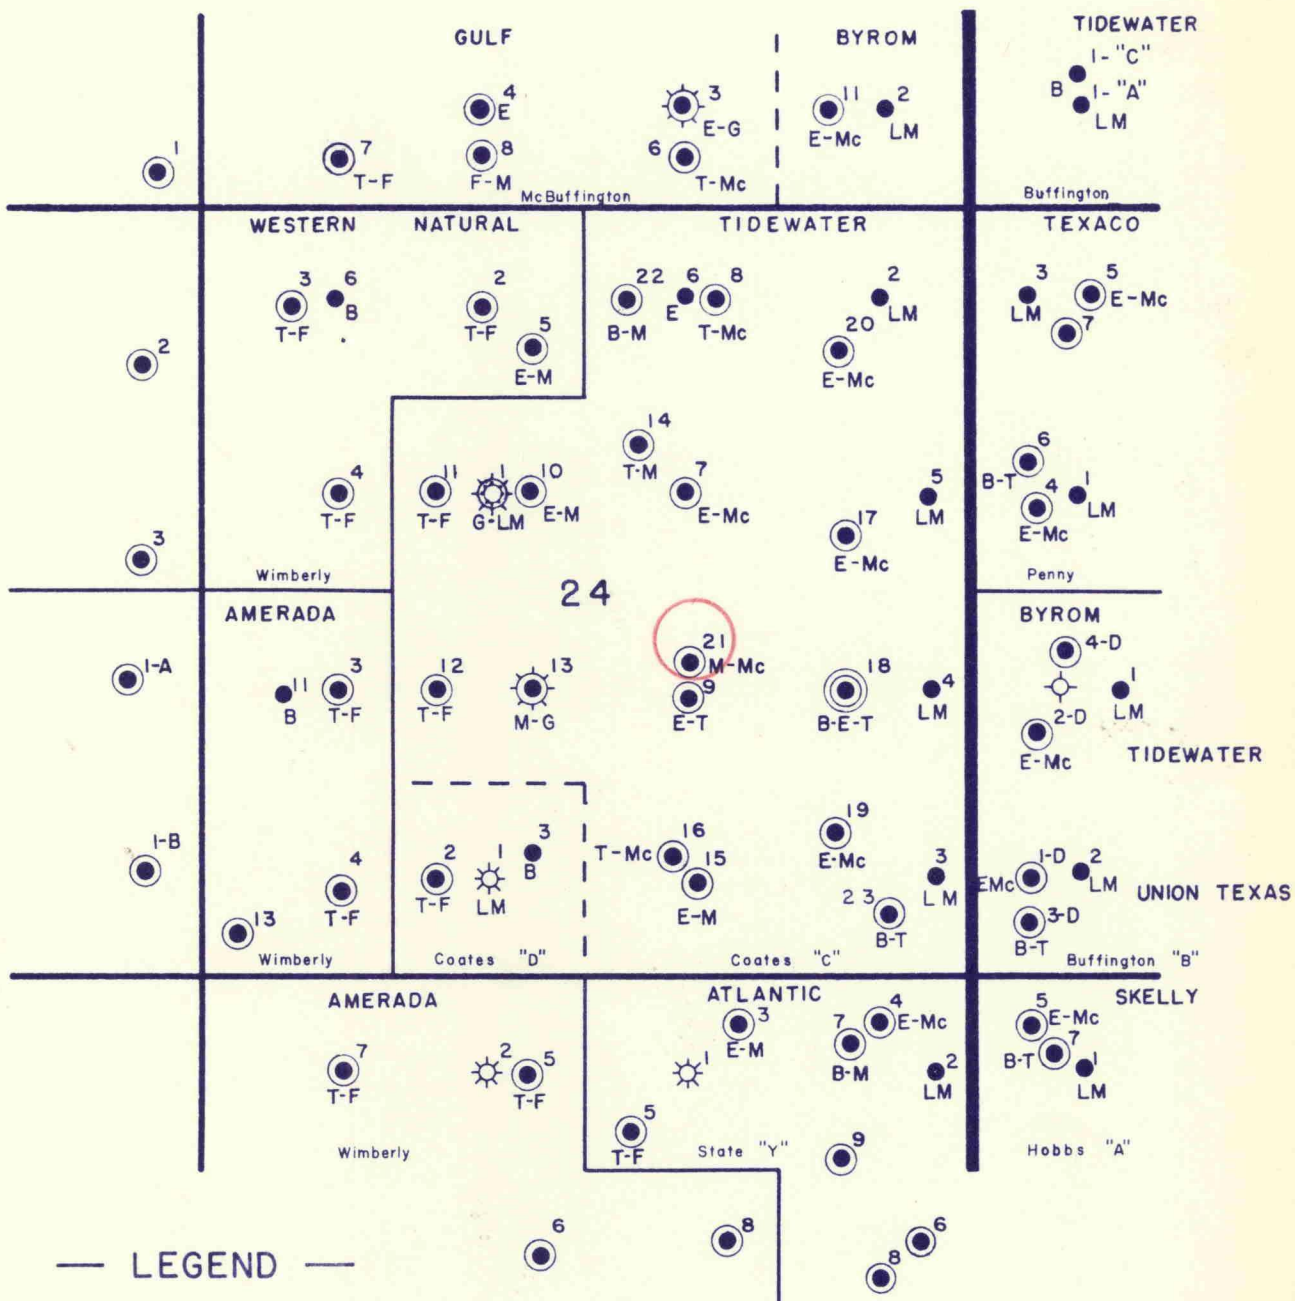 GULF BYROM TIDEWATER
1-"C"
B 1-"A"
LM
4 3 11 2
E E-G E-Mc LM
1 7 8 6
T-F F-M T-Mc
McBuffington Buffington
WESTERN NATURAL TIDEWATER TEXACO
3 6 2 22 6 8 2 3 5
T-F B T-F B-M E T-Mc LM LM E-Mc
5 20 7
E-M E-Mc
2
14
T-M
4 11 1 10 7 5 6 1
T-F T-F G-LM E-M E-Mc LM B-T LM
17 4
E-Mc E-Mc
3
Wimberly Penny
24
AMERADA BYROM
21 4-D
M-Mc
1-A 11 3 12 13 9 18 4 1
B T-F T-F M-G E-T B-E-T LM LM
2-D
E-Mc
TIDEWATER
19
E-Mc
1-B 4 2 1 3 16 15 3 1-D 2
T-F T-F LM B T-Mc E-M LM EMc LM
UNION TEXAS
13 23 3-D
B-T B-T
Wimberly Coates "D" Coates "C" Buffington "B"
AMERADA ATLANTIC SKELLY
3 4 5
E-M E-Mc E-Mc
7 2 5 1 7 2 7 1
T-F T-F B-M LM B-T LM
5
T-F
Wimberly State "Y" Hobbs "A"
9
6 8 6
8
— LEGEND —